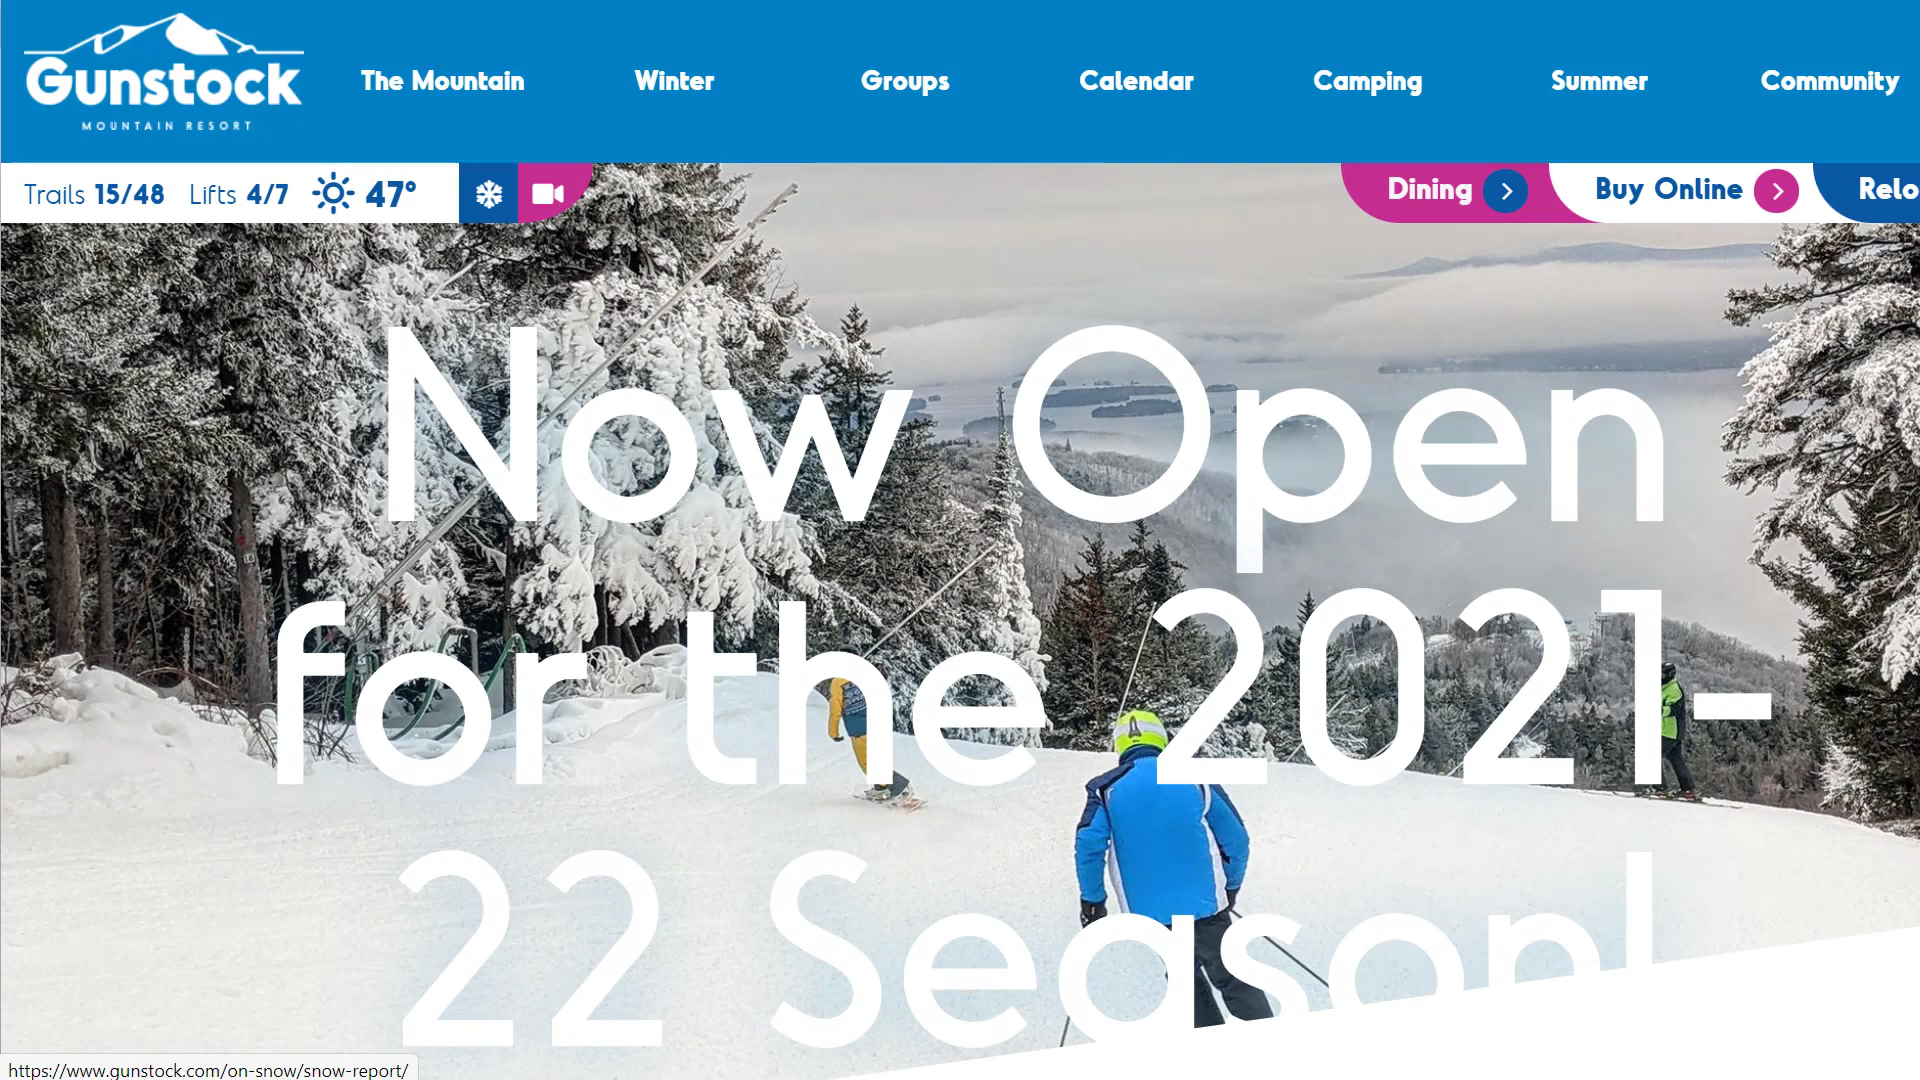 Gunstock
MOUNTAIN RESORT
The Mountain
Winter
Groups
Calendar
Camping
Summer
Community
Trails 15/48 Lifts 4/7 47°
Dining
Buy Online
Relo
Now Open
for the 2021-
22 Season!
https://www.gunstock.com/on-snow/snow-report/